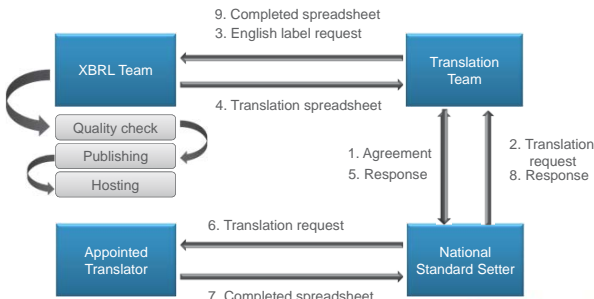 9. Completed spreadsheet
3. English label request
XBRL Team
Translation
Team
4. Translation spreadsheet
Quality check
Publishing
Hosting
1. Agreement
5. Response
2. Translation
request
8. Response
6. Translation request
Appointed
Translator
National
Standard Setter
7. Completed spreadsheet